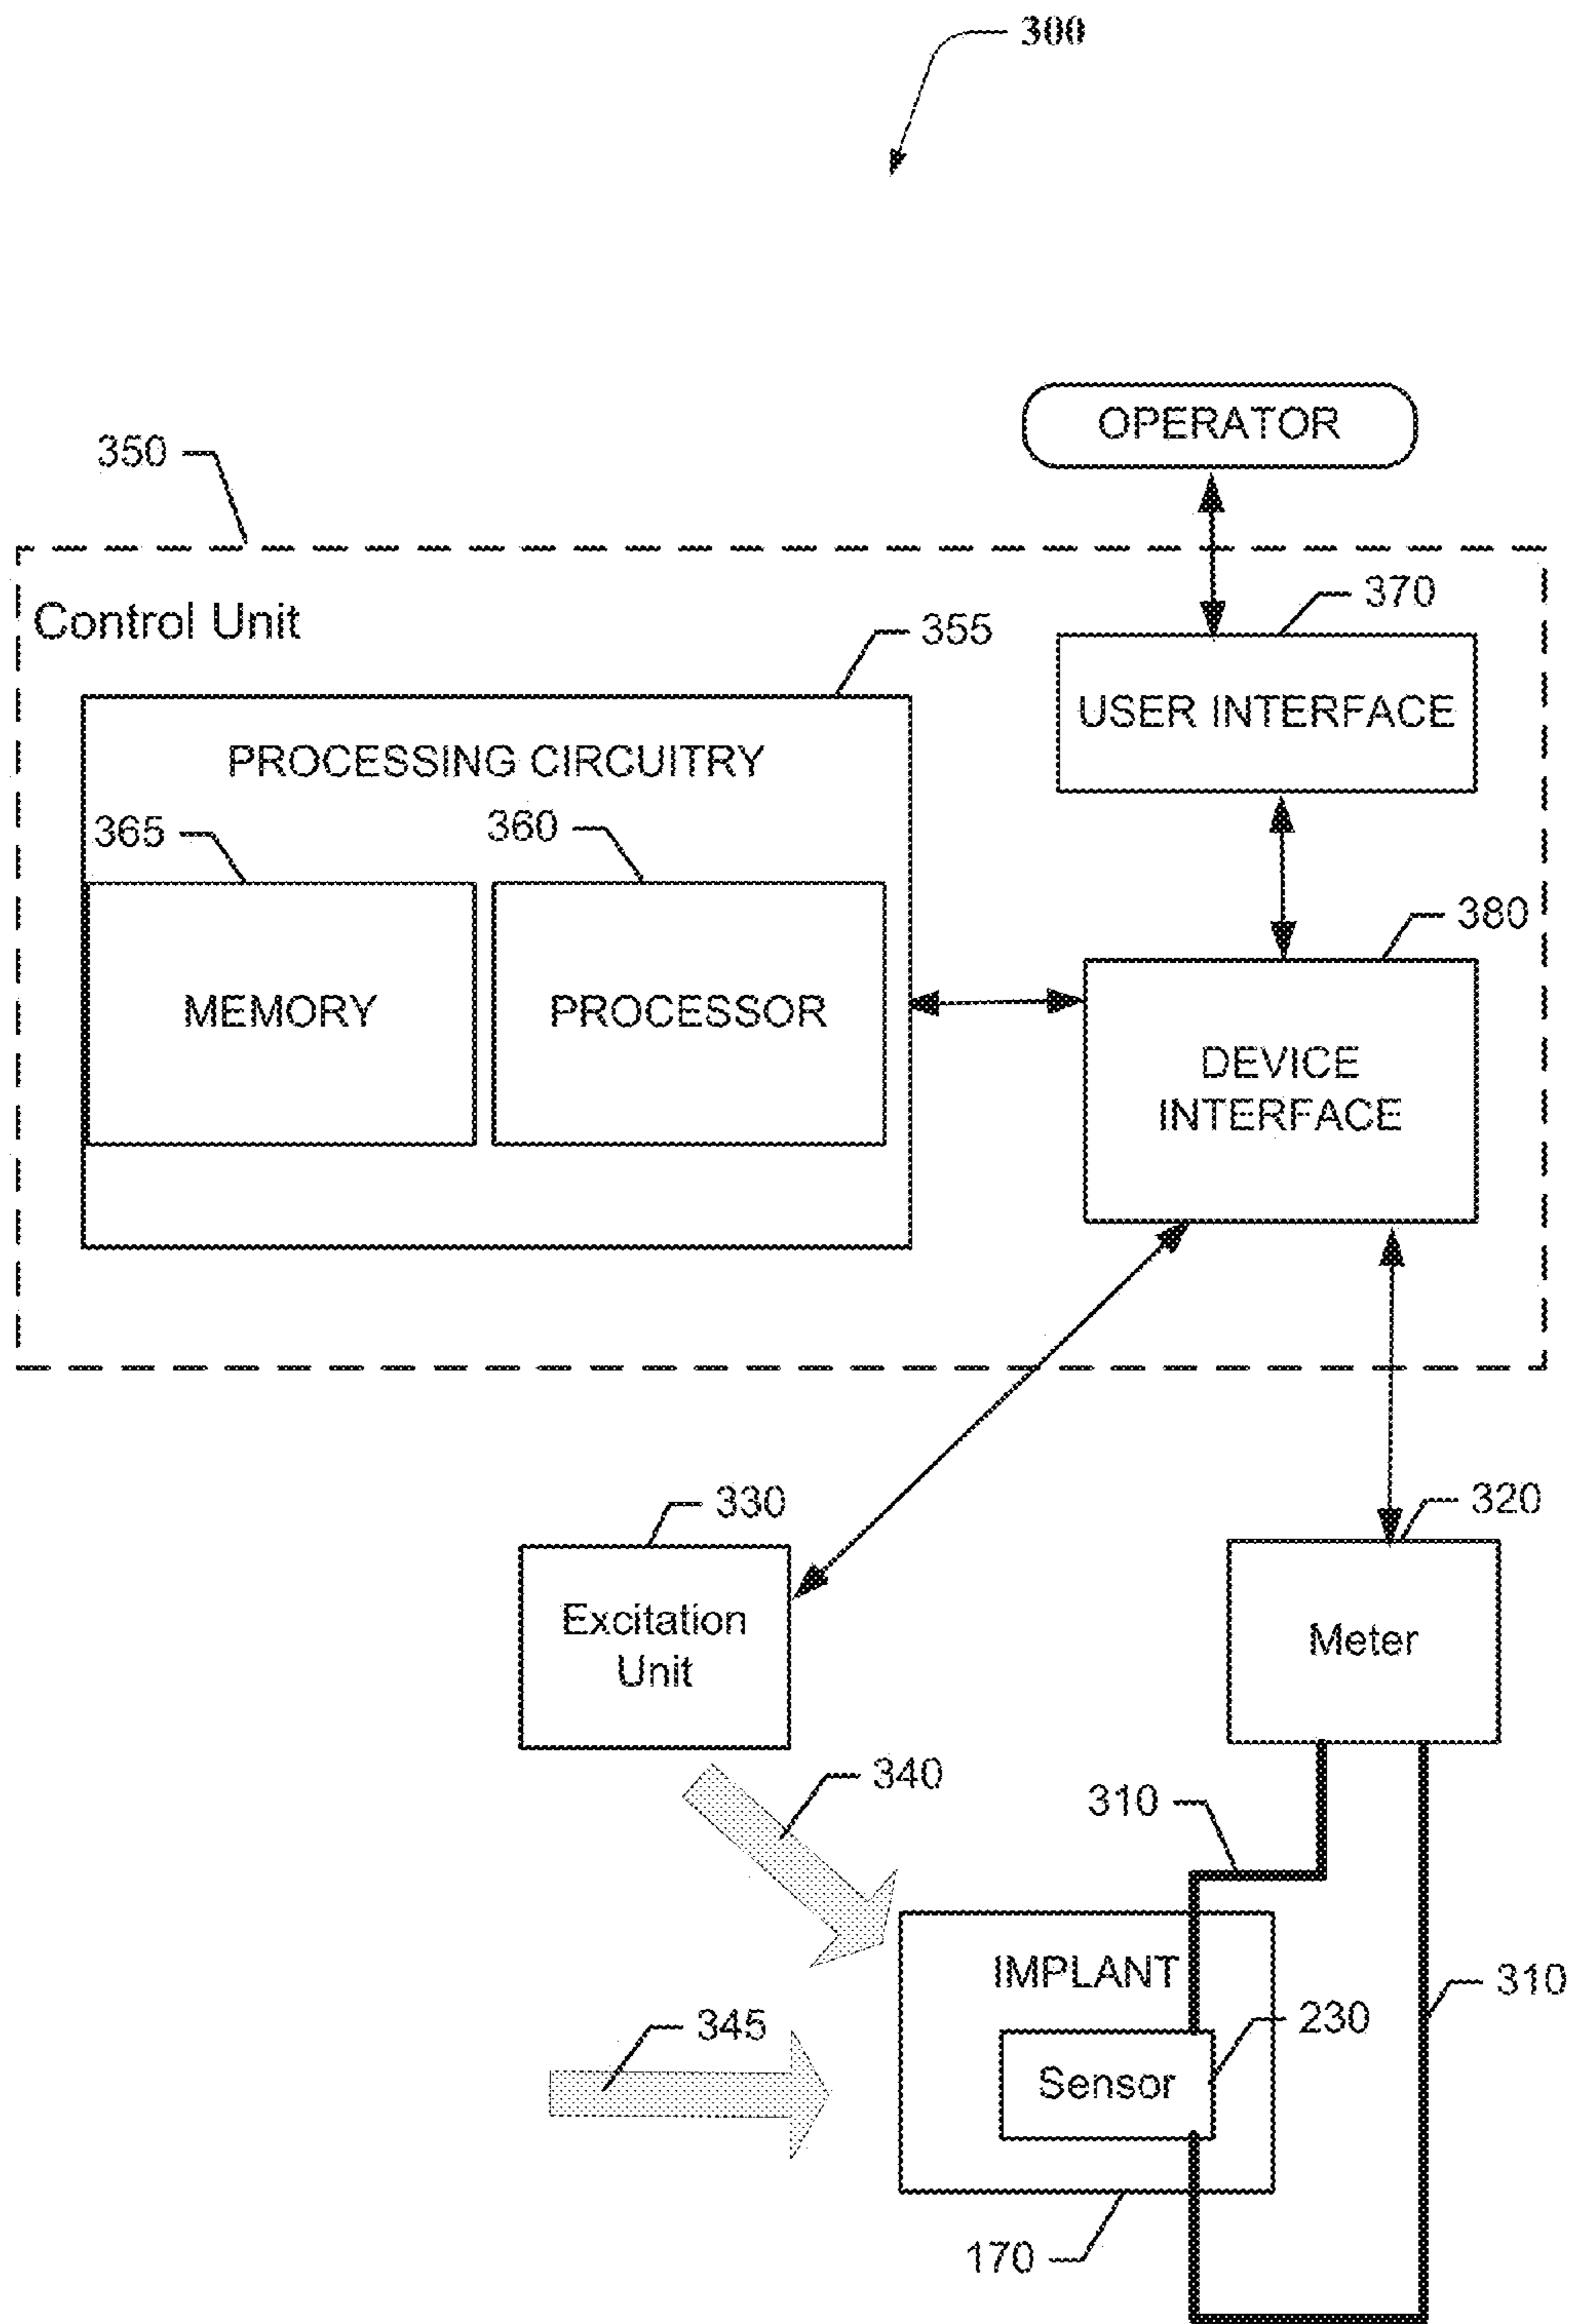 300
OPERATOR
350
Control Unit
370
355
USER INTERFACE
PROCESSING CIRCUITRY
365
360
380
MEMORY
PROCESSOR
DEVICE
INTERFACE
330
320
Excitation
Unit
Meter
340
310
IMPLANT
310
345
230
Sensor
170